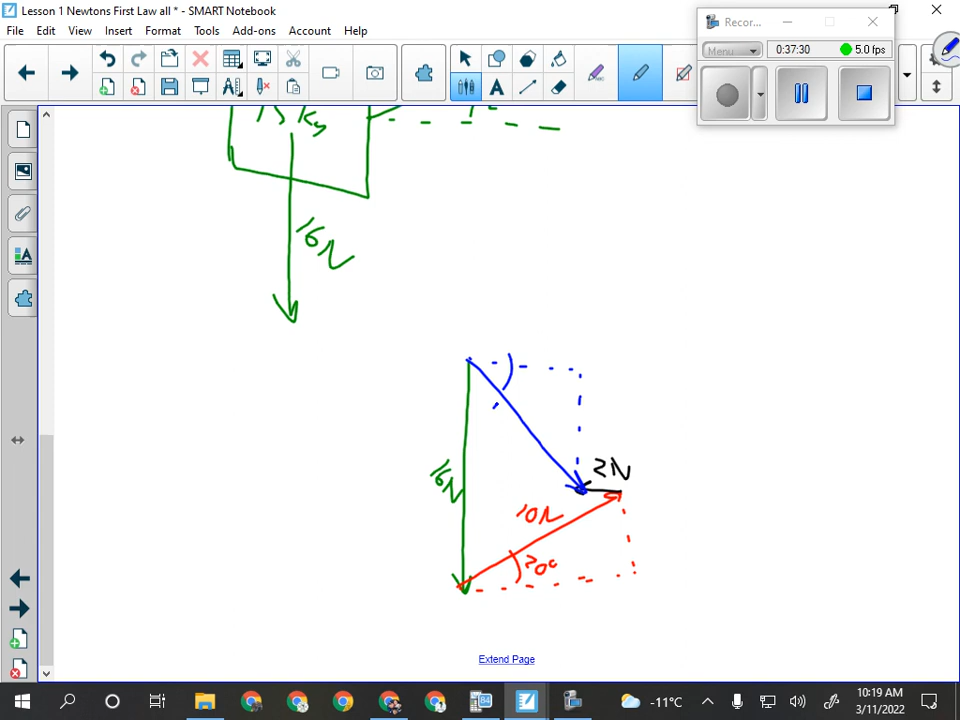 Lesson 1 Newtons First Law all * - SMART Notebook
File Edit View Insert Format Tools Add-ons Account Help
Recor...
Menu
0:37:30
5.0 fps
16N
2N
16N
10N
20°
Extend Page
-11°C
10:19 AM
3/11/2022